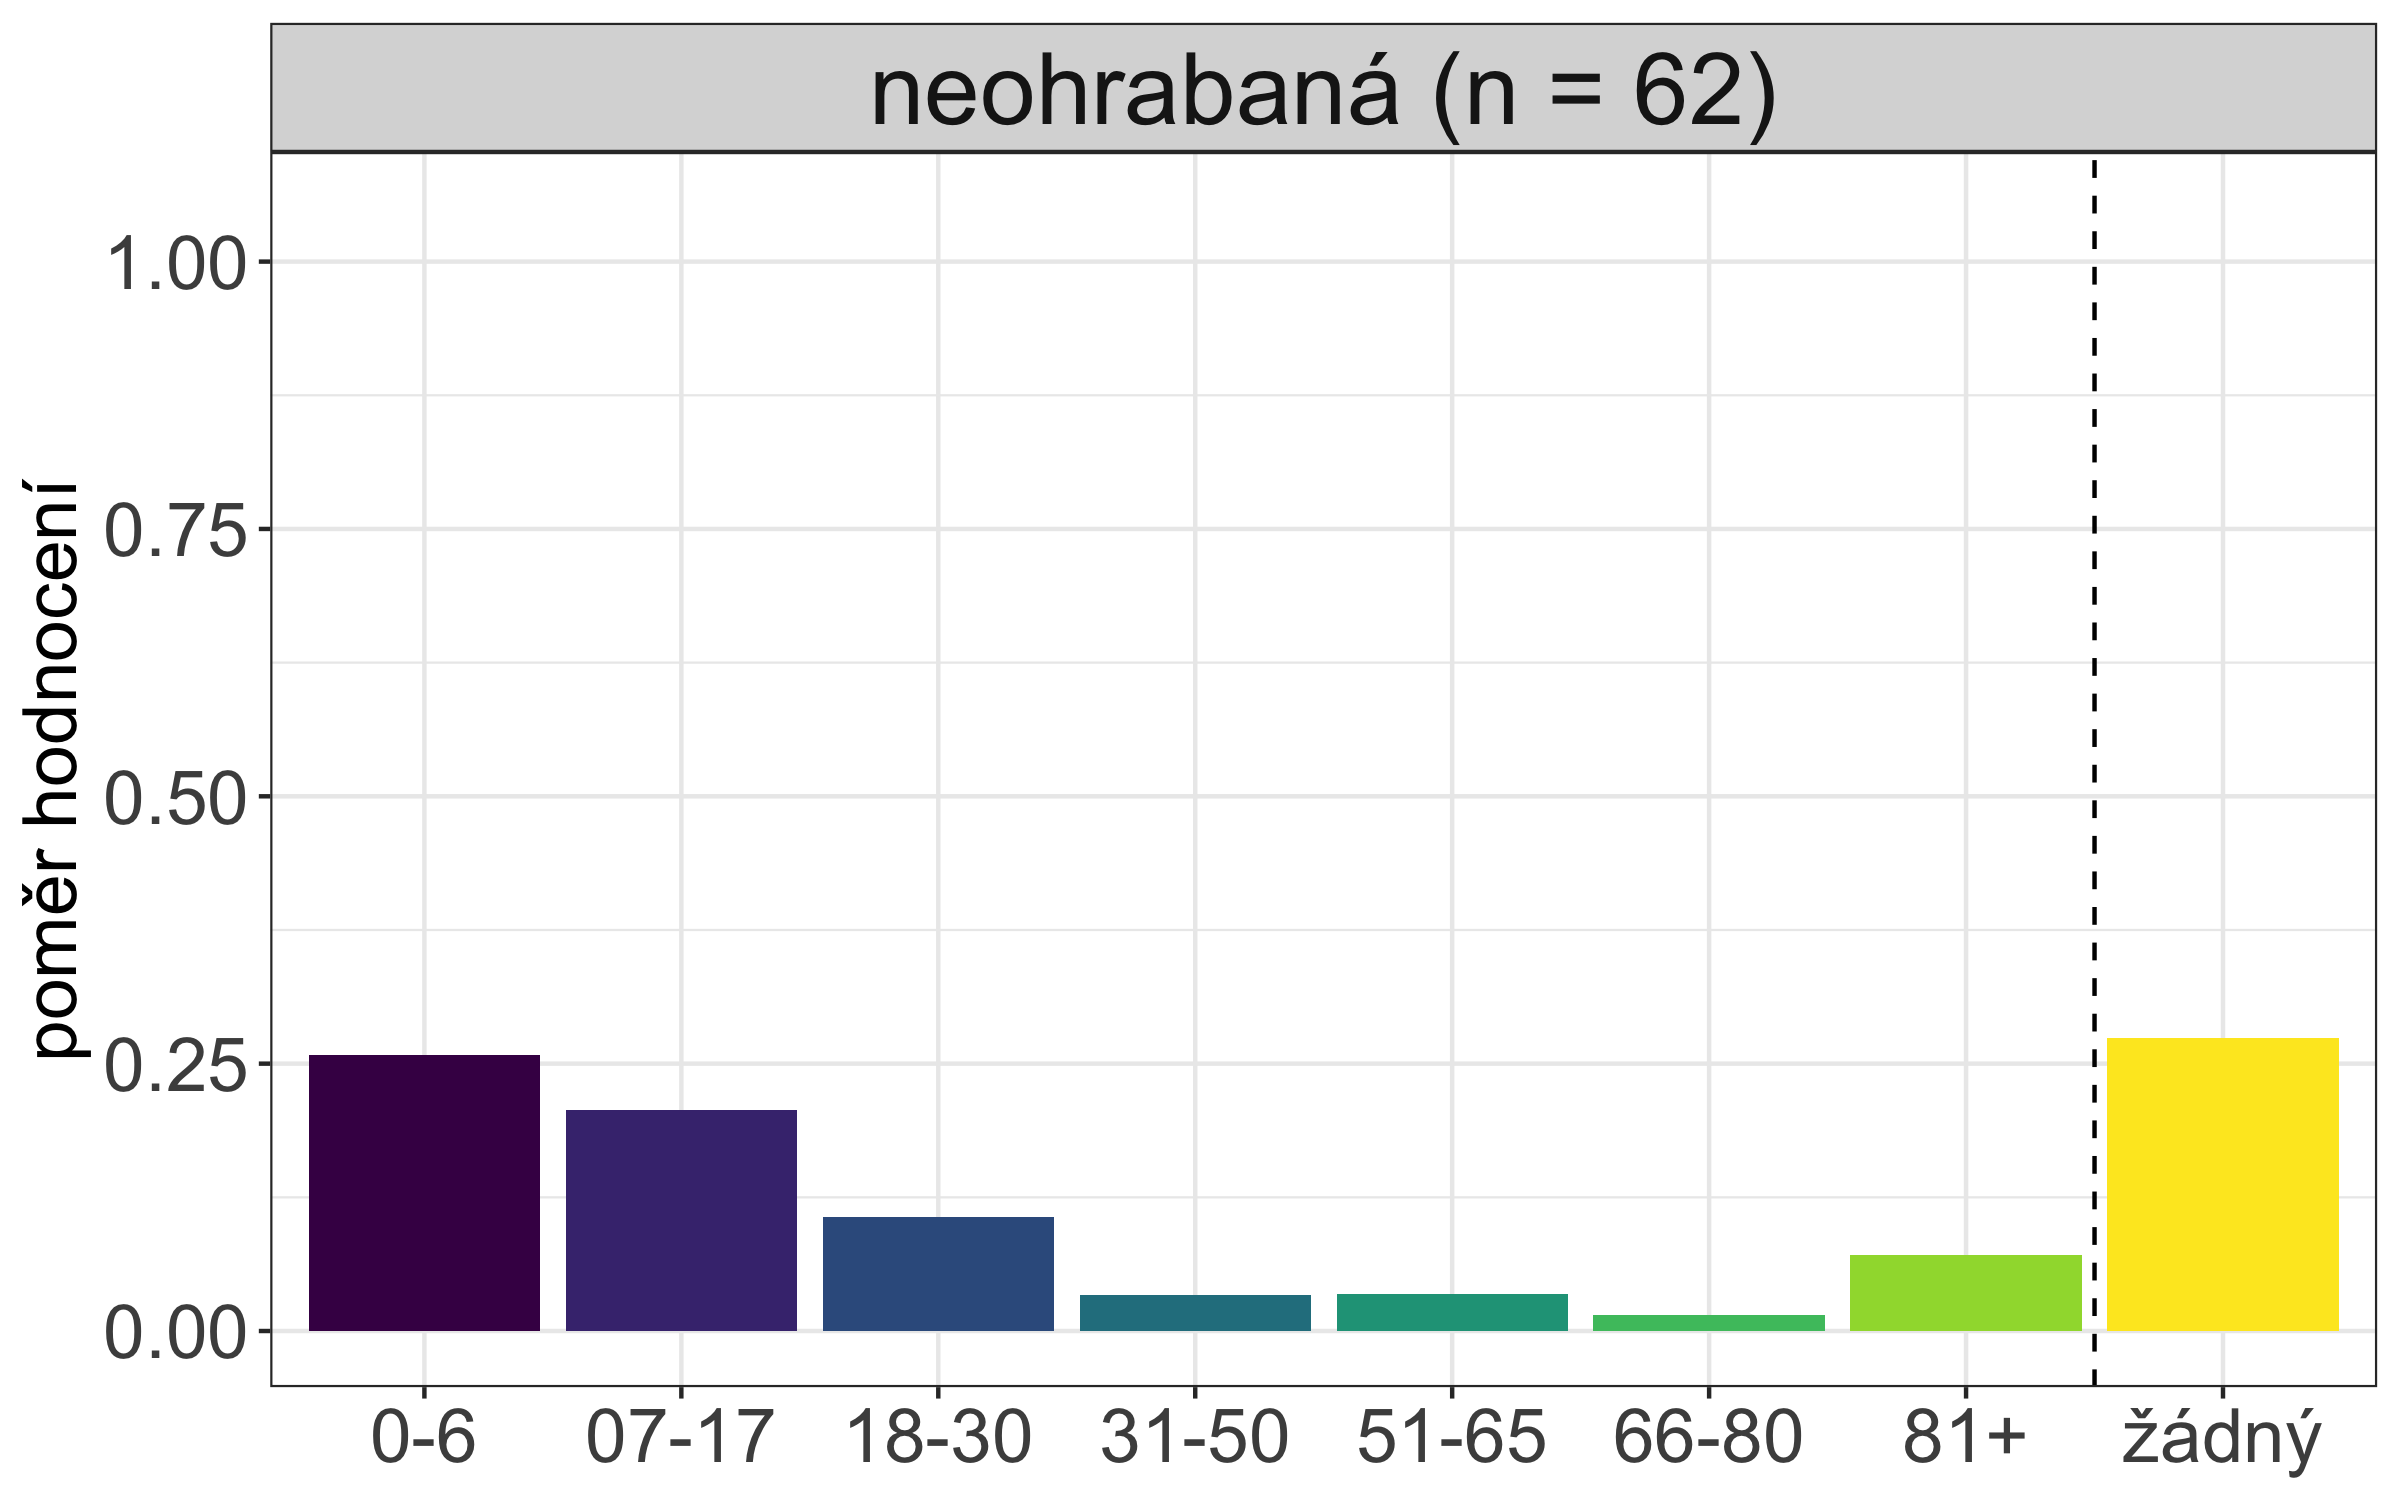 neohrabaná (n = 62)
poměr hodnocení
1.00
0.75
0.50
0.25
0.00
0-6 07-17 18-30 31-50 51-65 66-80 81+ žádný